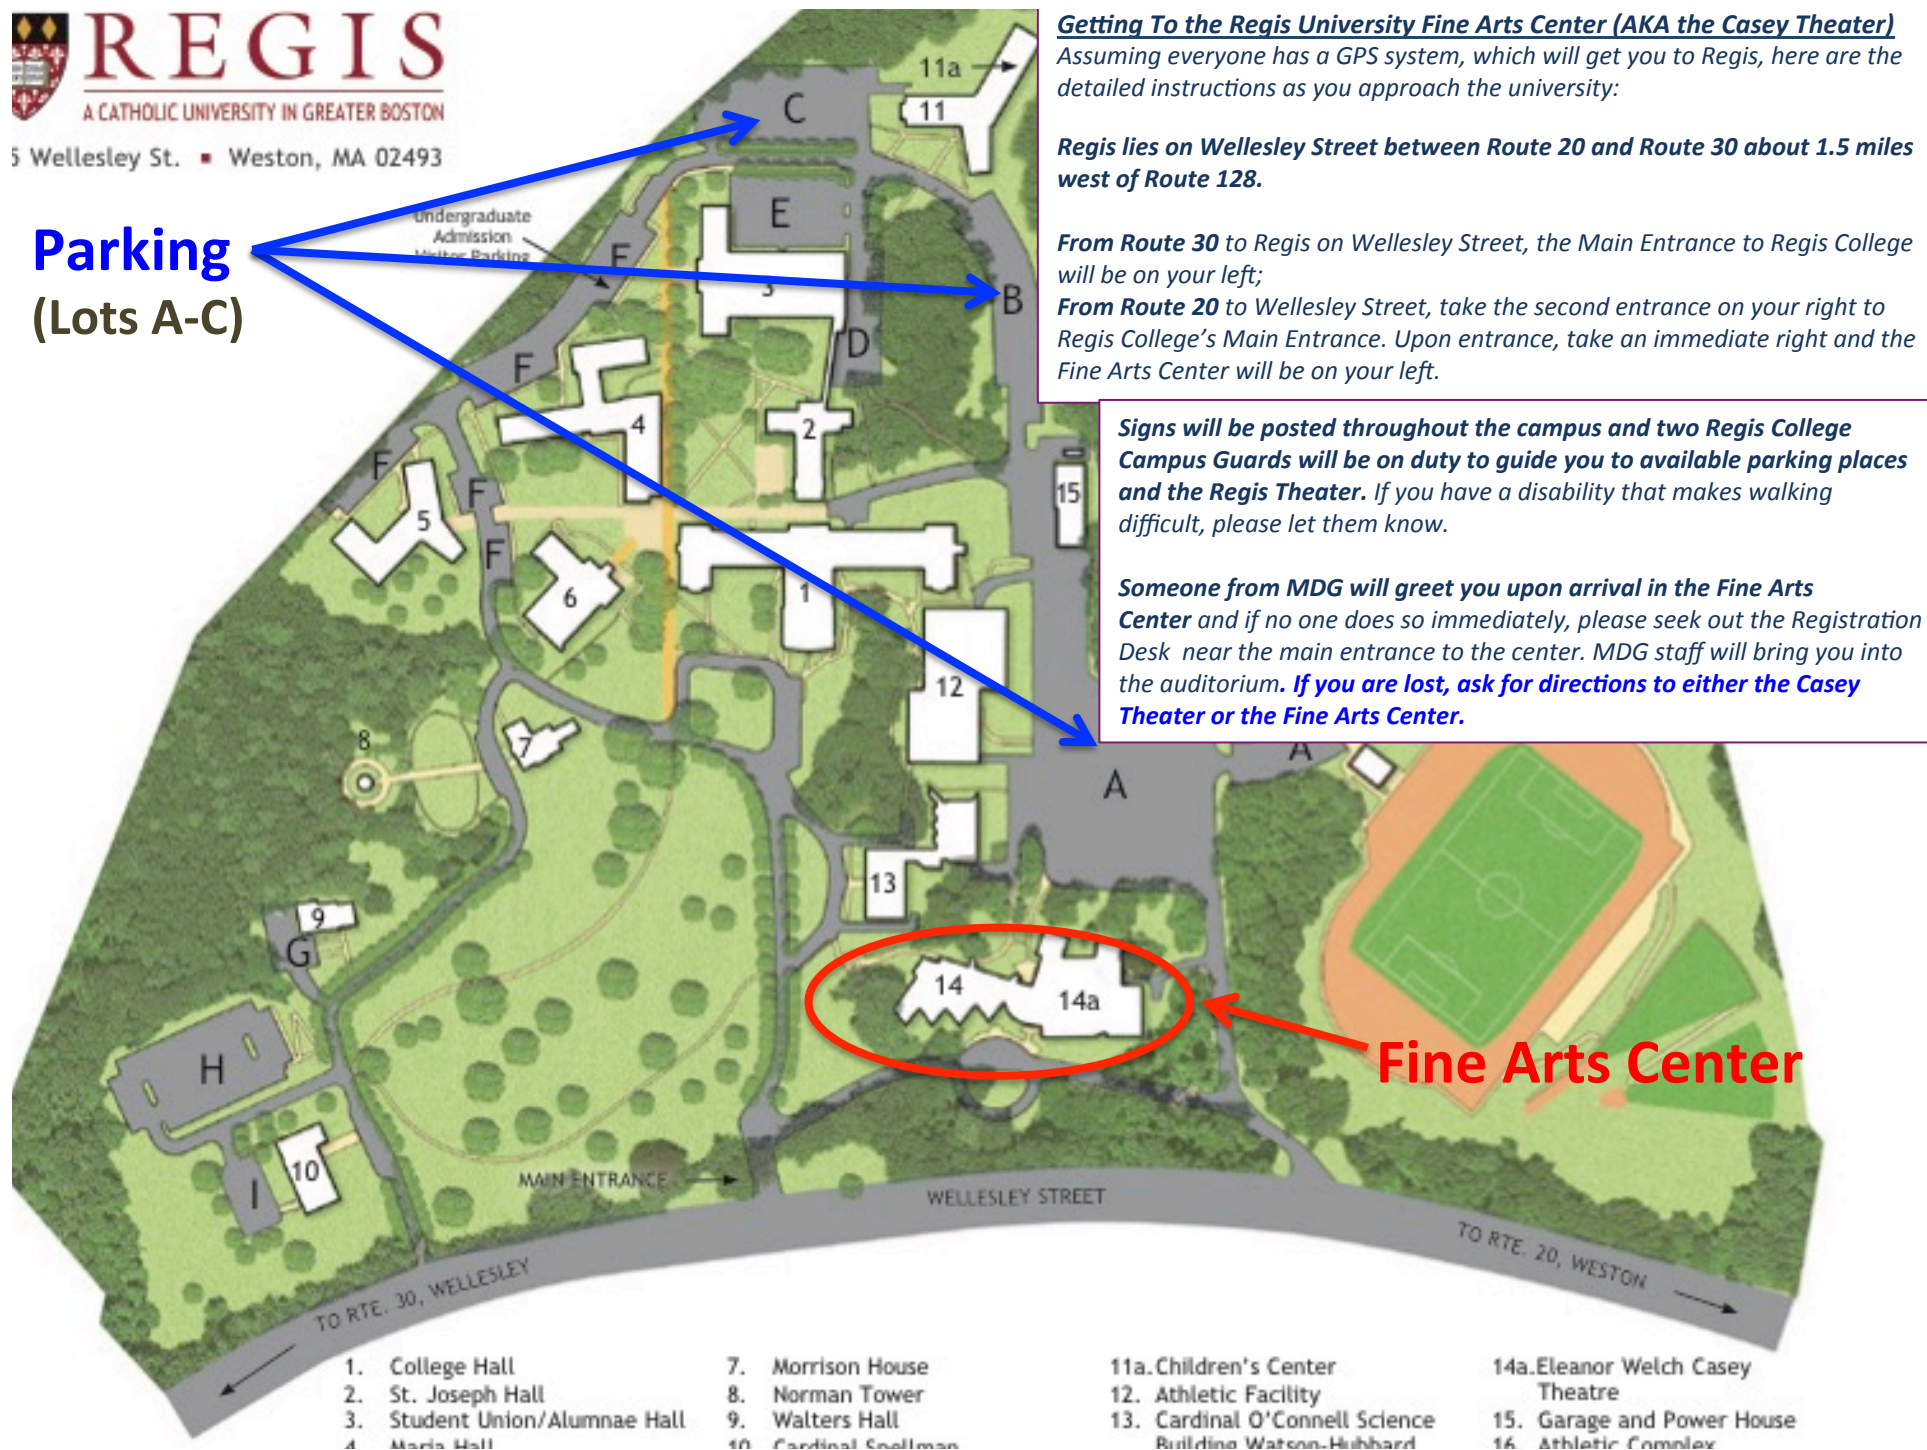 REGIS
A CATHOLIC UNIVERSITY IN GREATER BOSTON
5 Wellesley St. ▪ Weston, MA 02493
Parking
(Lots A-C)
Getting To the Regis University Fine Arts Center (AKA the Casey Theater)
Assuming everyone has a GPS system, which will get you to Regis, here are the
detailed instructions as you approach the university:
Regis lies on Wellesley Street between Route 20 and Route 30 about 1.5 miles
west of Route 128.
From Route 30 to Regis on Wellesley Street, the Main Entrance to Regis College
will be on your left;
From Route 20 to Wellesley Street, take the second entrance on your right to
Regis College's Main Entrance. Upon entrance, take an immediate right and the
Fine Arts Center will be on your left.
Signs will be posted throughout the campus and two Regis College
Campus Guards will be on duty to guide you to available parking places
and the Regis Theater. If you have a disability that makes walking
difficult, please let them know.
Someone from MDG will greet you upon arrival in the Fine Arts
Center and if no one does so immediately, please seek out the Registration
Desk near the main entrance to the center. MDG staff will bring you into
the auditorium. If you are lost, ask for directions to either the Casey
Theater or the Fine Arts Center.
11a
C
11
Undergraduate
Admission
Visitor Parking
E
F
3
B
D
F
4
2
F
F
15
5
F
6
1
12
7
8
A
A
13
9
G
14
14a
Fine Arts Center
H
10
I
MAIN ENTRANCE
WELLESLEY STREET
TO RTE. 20, WESTON
TO RTE. 30, WELLESLEY
1. College Hall
2. St. Joseph Hall
3. Student Union/Alumnae Hall
4. Maria Hall
7. Morrison House
8. Norman Tower
9. Walters Hall
10. Cardinal Spellman
11a. Children's Center
12. Athletic Facility
13. Cardinal O'Connell Science
Building Watson-Hubbard
14a. Eleanor Welch Casey
Theatre
15. Garage and Power House
16. Athletic Complex